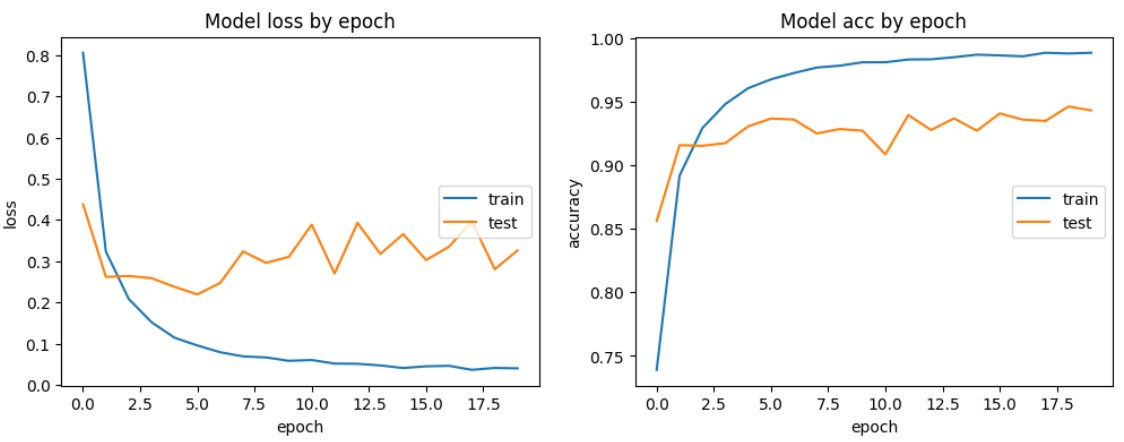 Model loss by epoch
loss
0.8
0.7
0.6
0.5
0.4
0.3
0.2
0.1
0.0
train
test
0.0 2.5 5.0 7.5 10.0 12.5 15.0 17.5
epoch
Model acc by epoch
accuracy
1.00
0.95
0.90
0.85
0.80
0.75
train
test
0.0 2.5 5.0 7.5 10.0 12.5 15.0 17.5
epoch